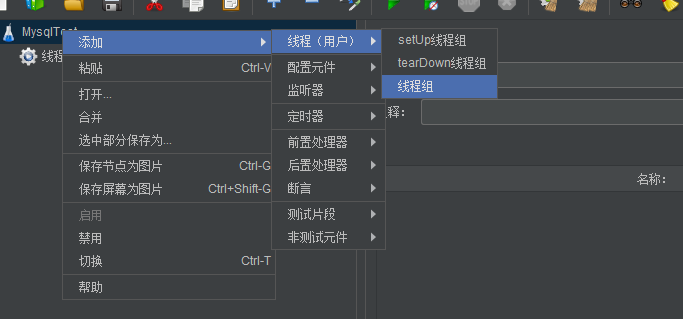 MysqlTest
线程
添加
粘贴 Ctrl-V
打开...
合并
选中部分保存为...
保存节点为图片 Ctrl-G
保存屏幕为图片 Ctrl+Shift-G
启用
禁用
切换 Ctrl-T
帮助
线程（用户）
配置元件
监听器
定时器
前置处理器
后置处理器
断言
测试片段
非测试元件
setUp线程组
tearDown线程组
线程组
释：
名称: